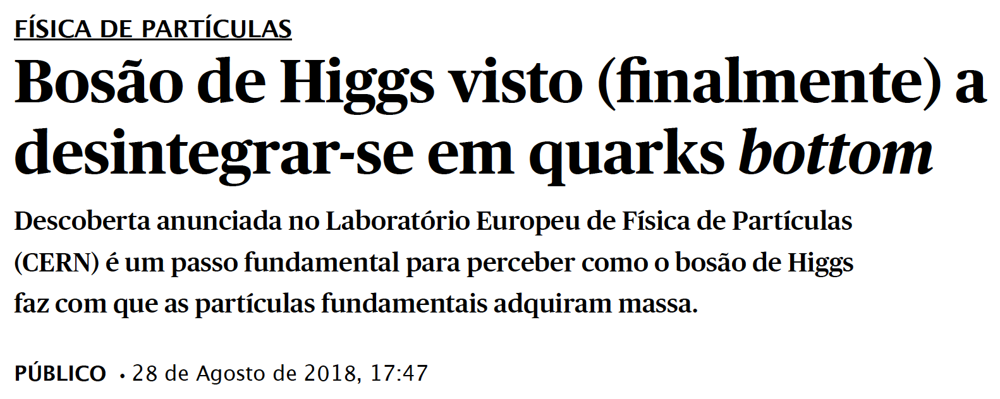 FÍSICA DE PARTÍCULAS
Bosão de Higgs visto (finalmente) a
desintegrar-se em quarks bottom
Descoberta anunciada no Laboratório Europeu de Física de Partículas
(CERN) é um passo fundamental para perceber como o bosão de Higgs
faz com que as partículas fundamentais adquiram massa.
PÚBLICO • 28 de Agosto de 2018, 17:47